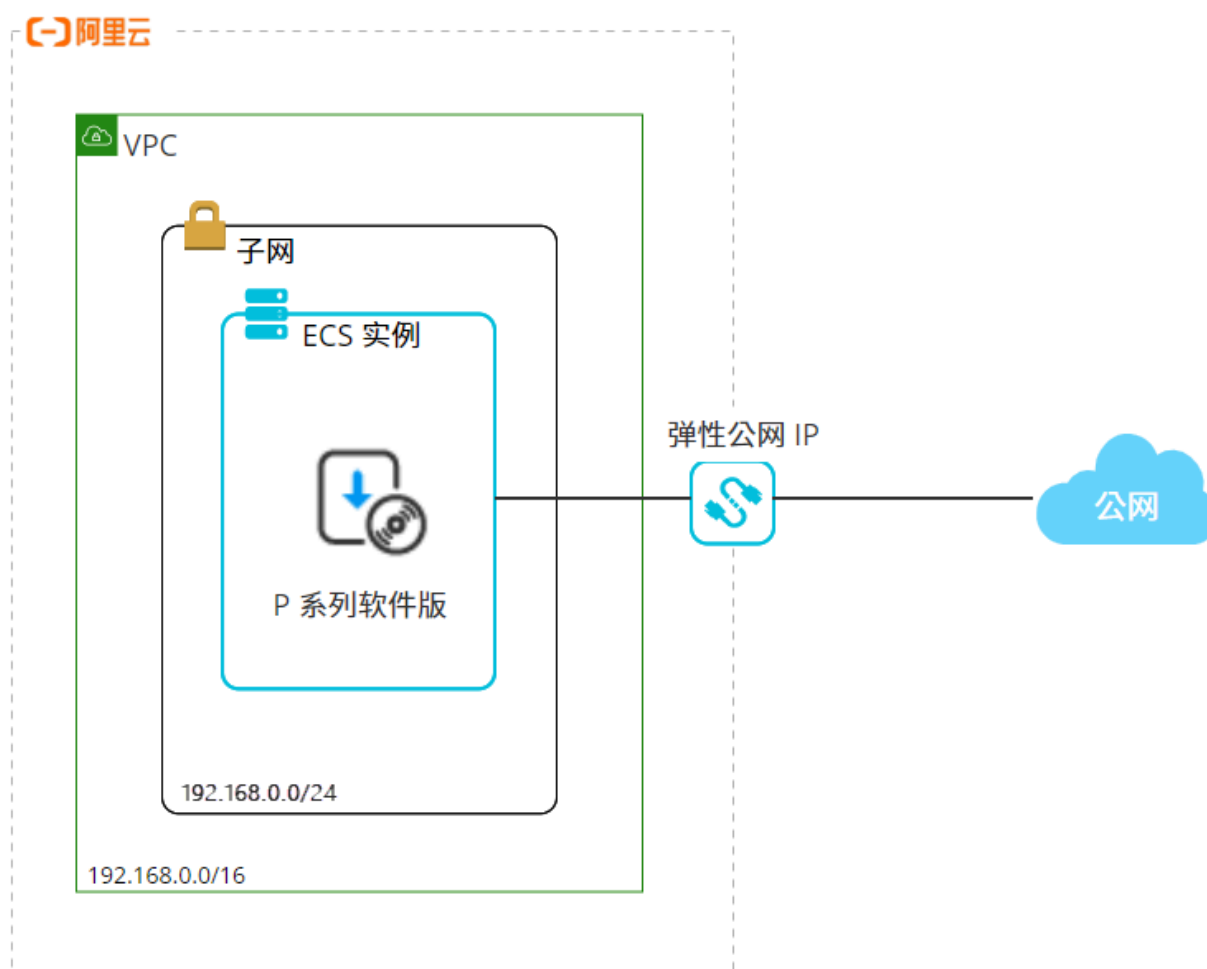 阿里云
VPC
子网
ECS 实例
弹性公网 IP
公网
P 系列软件版
192.168.0.0/24
192.168.0.0/16